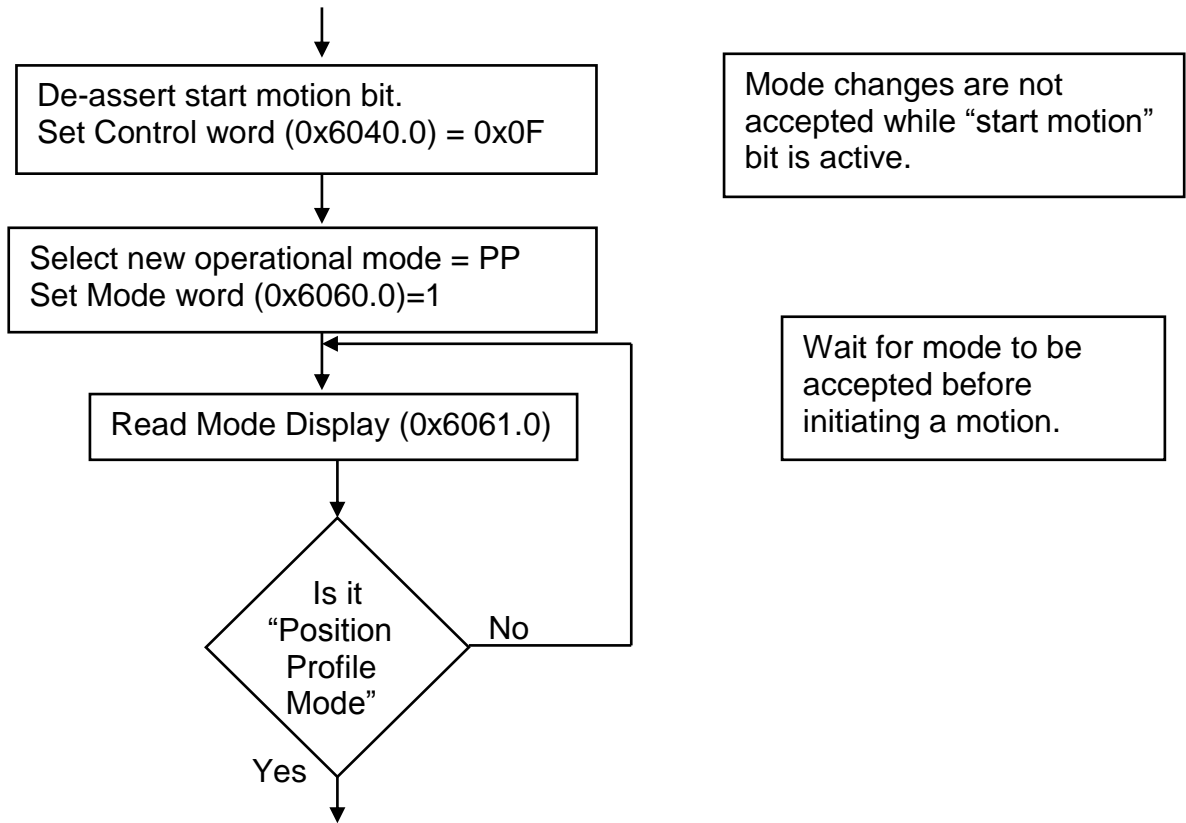 De-assert start motion bit.
Set Control word (0x6040.0) = 0x0F
Mode changes are not
accepted while “start motion”
bit is active.
Select new operational mode = PP
Set Mode word (0x6060.0)=1
Wait for mode to be
accepted before
initiating a motion.
Read Mode Display (0x6061.0)
Is it
“Position
Profile
Mode”
No
Yes